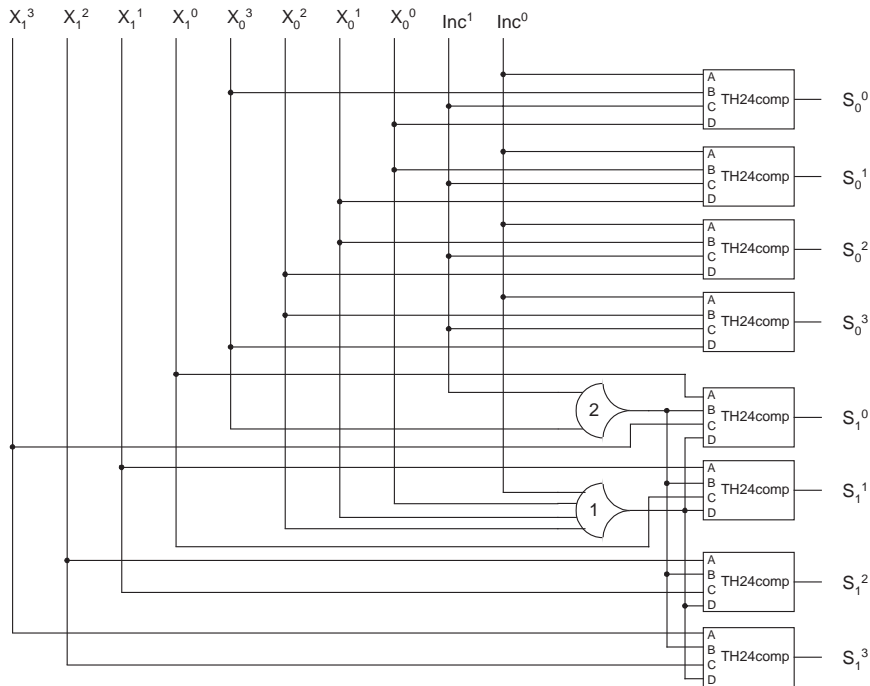 X₁³ X₁² X₁¹ X₁⁰ X₀³ X₀² X₀¹ X₀⁰ Inc¹ Inc⁰
A
B
C
D
TH24comp
S₀⁰
A
B
C
D
TH24comp
S₀¹
A
B
C
D
TH24comp
S₀²
A
B
C
D
TH24comp
S₀³
2
A
B
C
D
TH24comp
S₁⁰
1
A
B
C
D
TH24comp
S₁¹
A
B
C
D
TH24comp
S₁²
A
B
C
D
TH24comp
S₁³